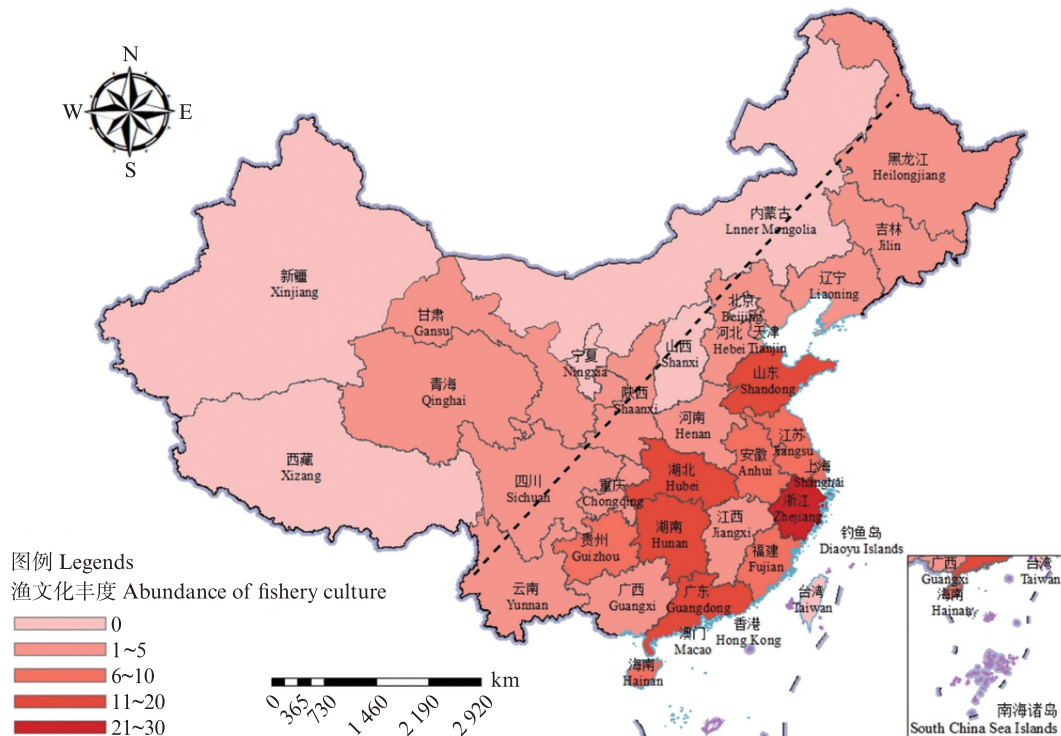 N
W
E
S
黑龙江
Heilongjiang
内蒙古
Lnner Mongolia
吉林
Jilin
新疆
Xinjiang
辽宁
Liaoning
北京
Beijing
甘肃
Gansu
河北
Hebei
天津
Tianjin
山西
Shanxi
宁夏
Ningxia
山东
Shandong
青海
Qinghai
陕西
Shaanxi
河南
Henan
江苏
Jiangsu
安徽
Anhui
上海
Shanghai
西藏
Xizang
湖北
Hubei
四川
Sichuan
重庆
Chongqing
浙江
Zhejiang
江西
Jiangxi
湖南
Hunan
贵州
Guizhou
福建
Fujian
钓鱼岛
Diaoyu Islands
云南
Yunnan
广西
Guangxi
广东
Guangdong
台湾
Taiwan
香港
Hong Kong
澳门
Macao
海南
Hainan
图例 Legends
渔文化丰度 Abundance of fishery culture
0
1~5
6~10
11~20
21~30
km
0
365
730
1 460
2 190
2 920
广西
Guangxi
台湾
Taiwan
海南
Hainan
南海诸岛
South China Sea Islands